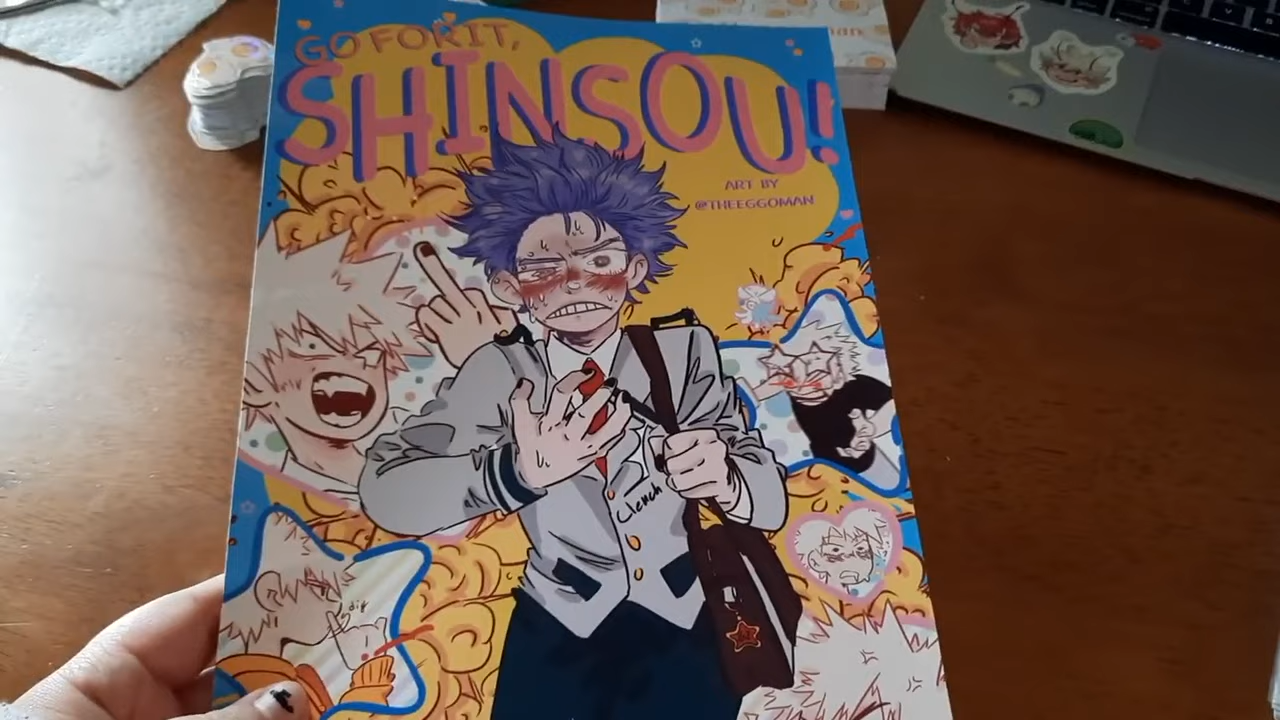 GO FOR IT,
SHINSOU!
ART BY
@THEEGGOMAN
Clench